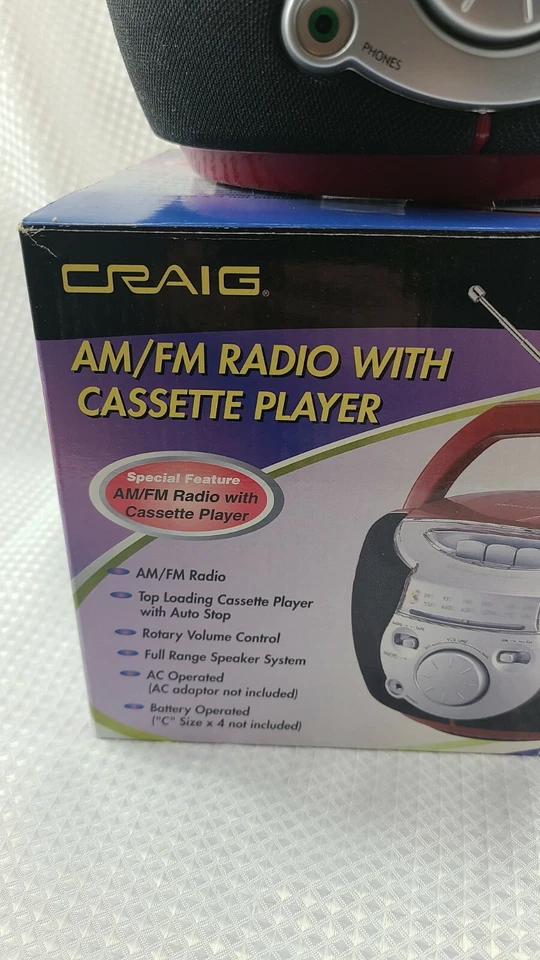 PHONES
CRAIG®
AM/FM RADIO WITH
CASSETTE PLAYER
Special Feature
AM/FM Radio with
Cassette Player
AM/FM Radio
Top Loading Cassette Player
with Auto Stop
Rotary Volume Control
Full Range Speaker System
AC Operated
(AC adaptor not included)
Battery Operated
("C" Size x 4 not included)
VOLUME